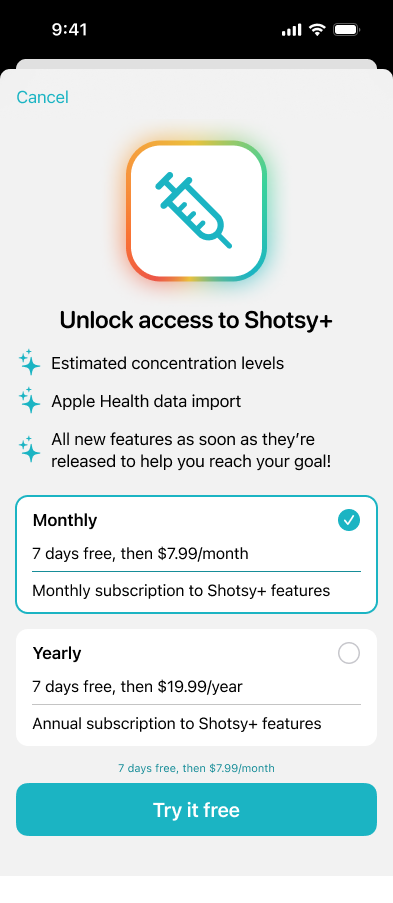 9:41
Cancel
Unlock access to Shotsy+
Estimated concentration levels
Apple Health data import
All new features as soon as they’re
released to help you reach your goal!
Monthly
7 days free, then $7.99/month
Monthly subscription to Shotsy+ features
Yearly
7 days free, then $19.99/year
Annual subscription to Shotsy+ features
7 days free, then $7.99/month
Try it free